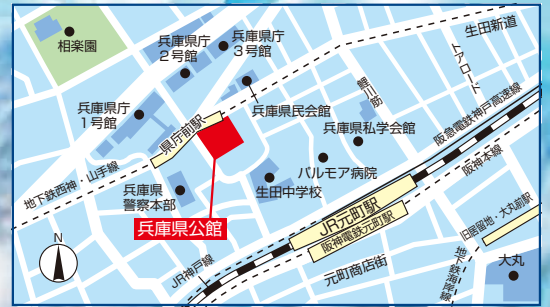 相楽園
兵庫県庁
2号館
兵庫県庁
3号館
生田新道
トアロード
兵庫県庁
1号館
県庁前駅
兵庫県民会館
鯉川筋
兵庫県私学会館
阪急電鉄神戸高速線
阪神本線
地下鉄西神・山手線
兵庫県
警察本部
生田中学校
パルモア病院
兵庫県公館
JR元町駅
阪神電鉄元町駅
旧居留地・大丸前駅
N
JR神戸線
元町商店街
地下鉄海岸線
大丸